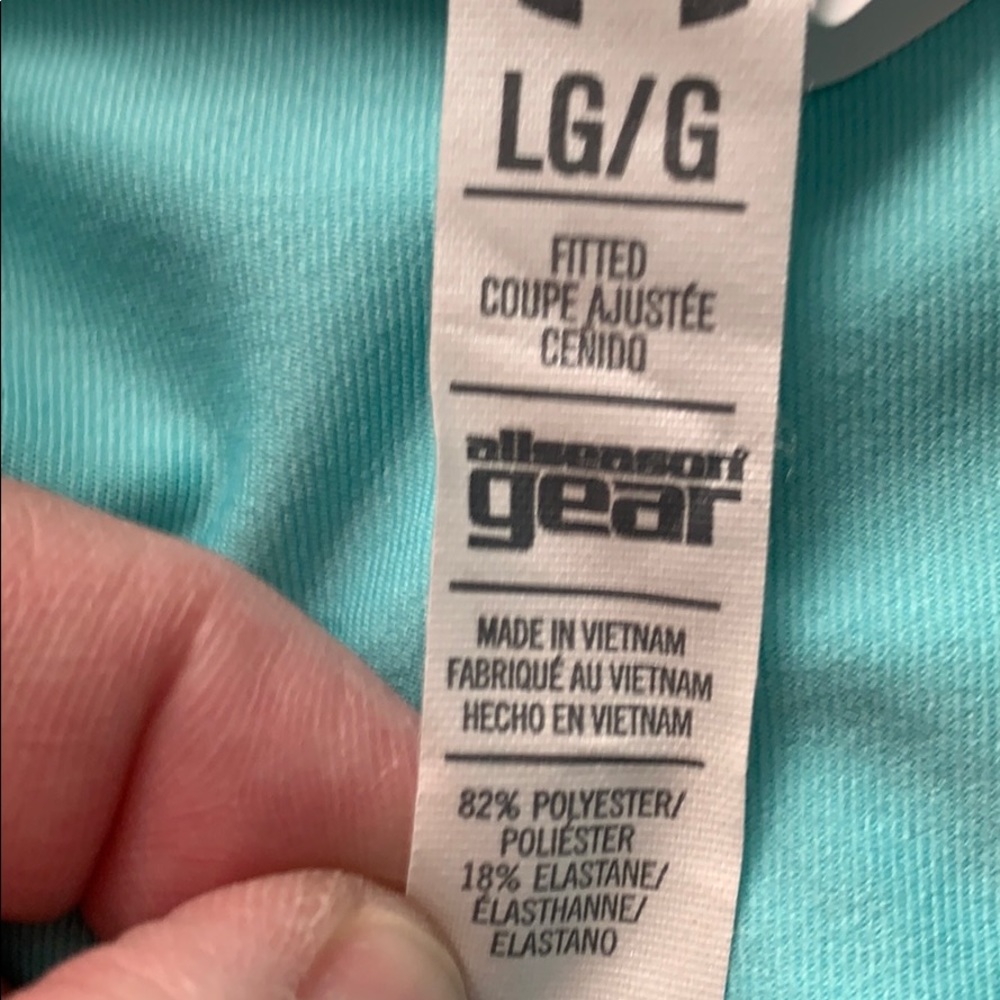 LG/G
FITTED
COUPE AJUSTÉE
CEÑIDO
allseason
gear
MADE IN VIETNAM
FABRIQUÉ AU VIETNAM
HECHO EN VIETNAM
82% POLYESTER/
POLIÉSTER
18% ELASTANE/
ÉLASTHANNE/
ELASTANO